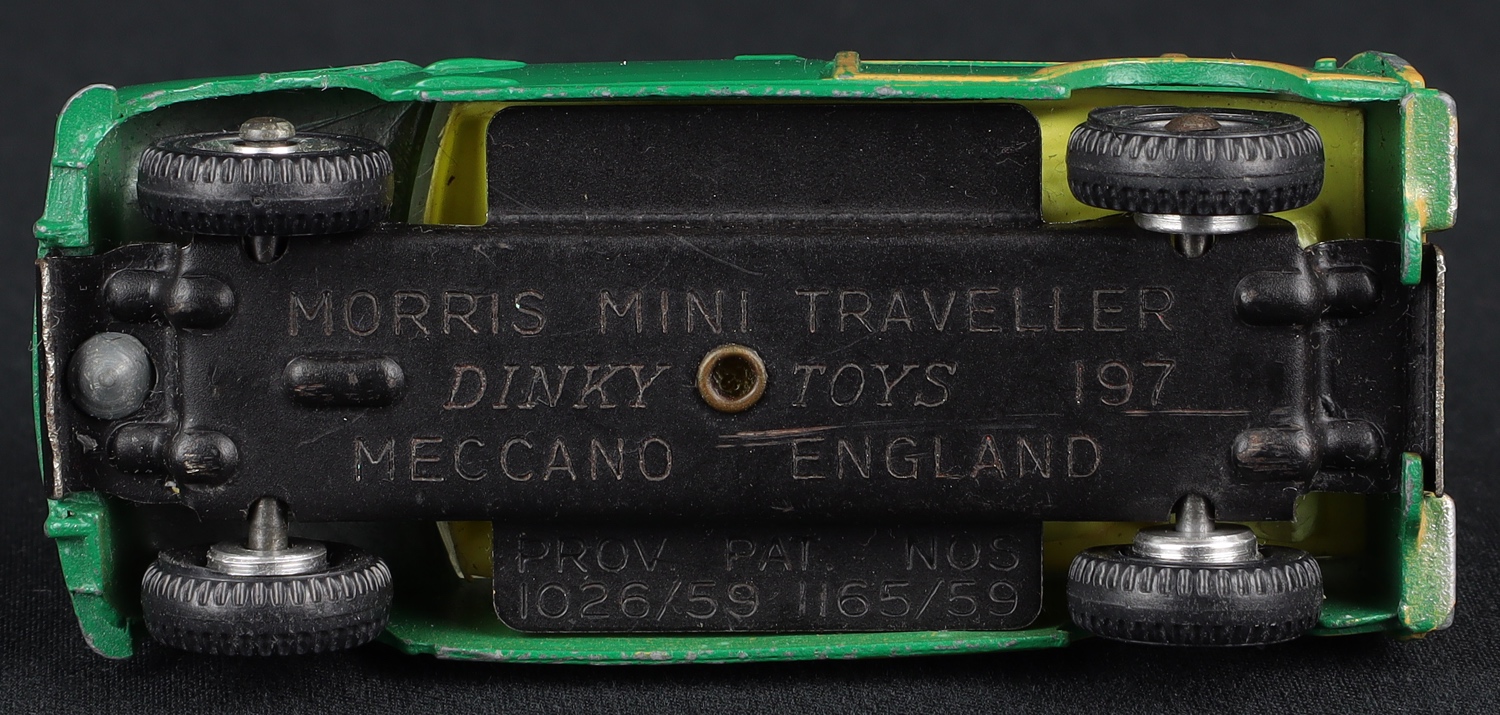 MORRIS MINI TRAVELLER
DINKY TOYS 197
MECCANO ENGLAND
PROV. PAT. NOS
1026/59 1165/59